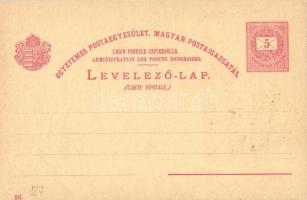 EGYETEMES POSTAEGYESÜLET. MAGYAR POSTAIGAZGATÁS.
5
UNION POSTALE UNIVERSELLE.
ADMINISTRATION DES POSTES HONGROISES.
LEVELEZŐ-LAP.
(CARTE POSTALE.)